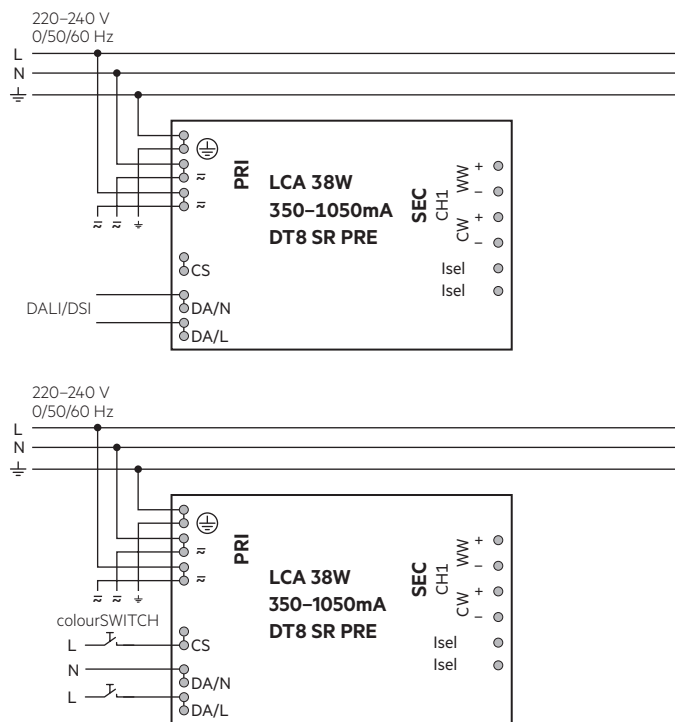 220–240 V
0/50/60 Hz
L
N
PRI
LCA 38W
350–1050mA
DT8 SR PRE
SEC
CH1
WW
+
–
CW
+
–
Isel
Isel
CS
DALI/DSI
DA/N
DA/L
220–240 V
0/50/60 Hz
L
N
PRI
LCA 38W
350–1050mA
DT8 SR PRE
SEC
CH1
WW
+
–
CW
+
–
Isel
Isel
colourSWITCH
L
CS
N
DA/N
L
DA/L